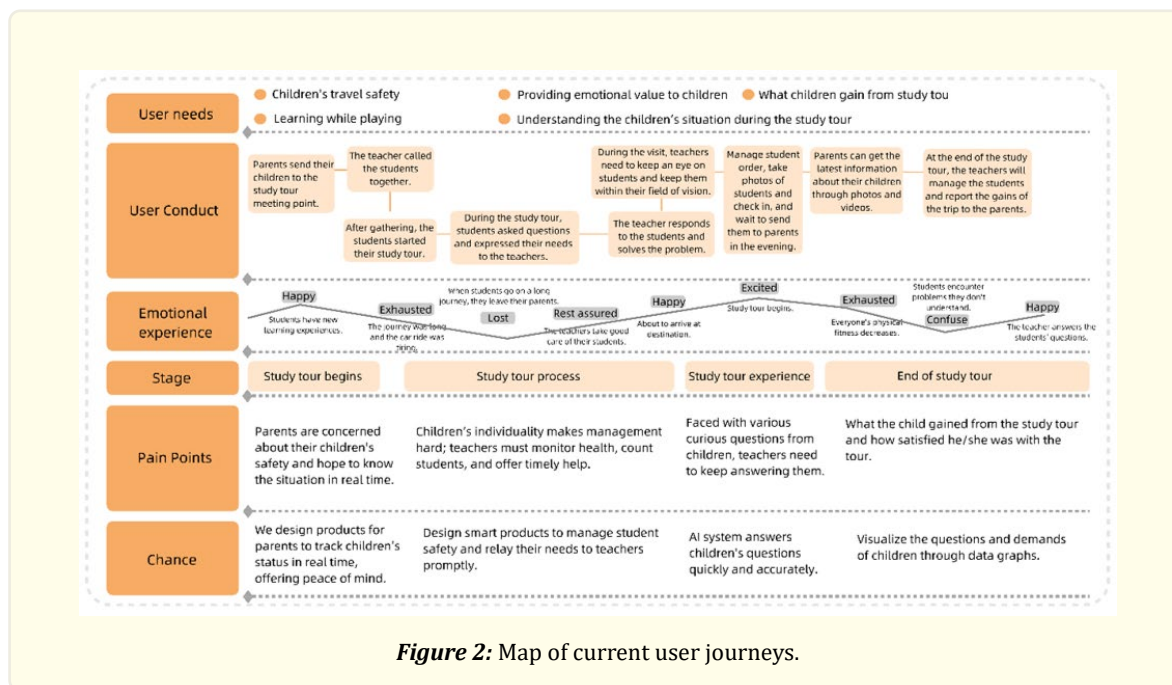 User needs
Children's travel safety
Providing emotional value to children
What children gain from study tou
Learning while playing
Understanding the children's situation during the study tour
User Conduct
Parents send their
children to the
study tour
meeting point.
The teacher called
the students
together.
After gathering, the
students started
their study tour.
During the study tour,
students asked questions
and expressed their needs
to the teachers.
During the visit, teachers
need to keep an eye on
students and keep them
within their field of vision.
The teacher responds
to the students and
solves the problem.
Manage student
order, take
photos of
students and
check in, and
wait to send
them to parents
in the evening.
Parents can get the
latest information
about their children
through photos and
videos.
At the end of the study
tour, the teachers will
manage the students
and report the gains of
the trip to the parents.
Emotional
experience
Happy
Students have new
learning experiences.
Exhausted
The journey was long
and the car ride was
tiring.
When students go on a long
journey, they leave their parents.
Lost
Rest assured
The teachers take good
care of their students.
Happy
About to arrive at
destination.
Excited
Study tour begins.
Exhausted
Everyone's physical
fitness decreases.
Students encounter
problems they don't
understand.
Confuse
Happy
The teacher answers the
students' questions.
Stage
Study tour begins
Study tour process
Study tour experience
End of study tour
Pain Points
Parents are concerned
about their children's
safety and hope to know
the situation in real time.
Children's individuality makes management
hard; teachers must monitor health, count
students, and offer timely help.
Faced with various
curious questions from
children, teachers need
to keep answering them.
What the child gained from the study tour
and how satisfied he/she was with the
tour.
Chance
We design products for
parents to track children's
status in real time,
offering peace of mind.
Design smart products to manage student
safety and relay their needs to teachers
promptly.
AI system answers
children's questions
quickly and accurately.
Visualize the questions and demands
of children through data graphs.
Figure 2: Map of current user journeys.